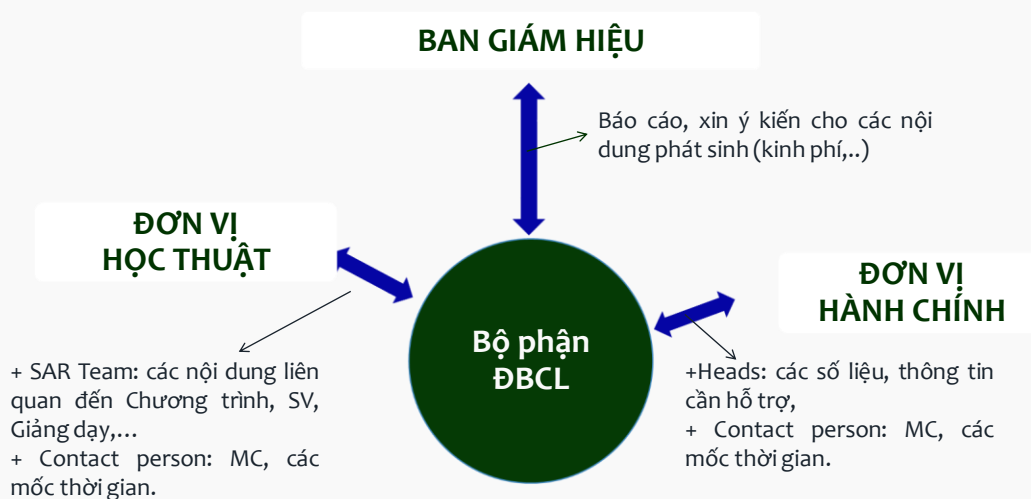 BAN GIÁM HIỆU
Báo cáo, xin ý kiến cho các nội
dung phát sinh (kinh phí,..)
ĐƠN VỊ
HỌC THUẬT
ĐƠN VỊ
HÀNH CHÍNH
Bộ phận
ĐBCL
+ SAR Team: các nội dung liên
quan đến Chương trình, SV,
Giảng dạy,...
+ Contact person: MC, các
mốc thời gian.
+Heads: các số liệu, thông tin
cần hỗ trợ,
+ Contact person: MC, các
mốc thời gian.